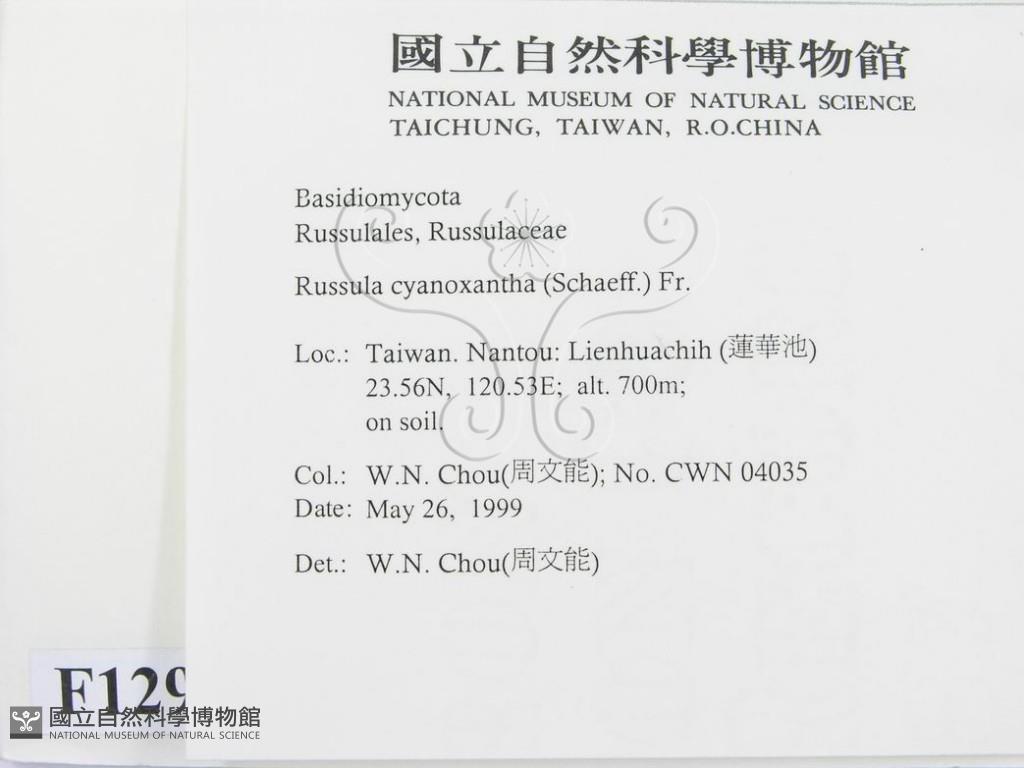 國立自然科學博物館
NATIONAL MUSEUM OF NATURAL SCIENCE
TAICHUNG, TAIWAN, R.O.CHINA
Basidiomycota
Russulales, Russulaceae
Russula cyanoxantha (Schaeff.) Fr.
Loc.: Taiwan. Nantou: Lienhuachih (蓮華池)
23.56N, 120.53E; alt. 700m;
on soil.
Col.: W.N. Chou(周文能); No. CWN 04035
Date: May 26, 1999
Det.: W.N. Chou(周文能)
F129
國立自然科學博物館
NATIONAL MUSEUM OF NATURAL SCIENCE